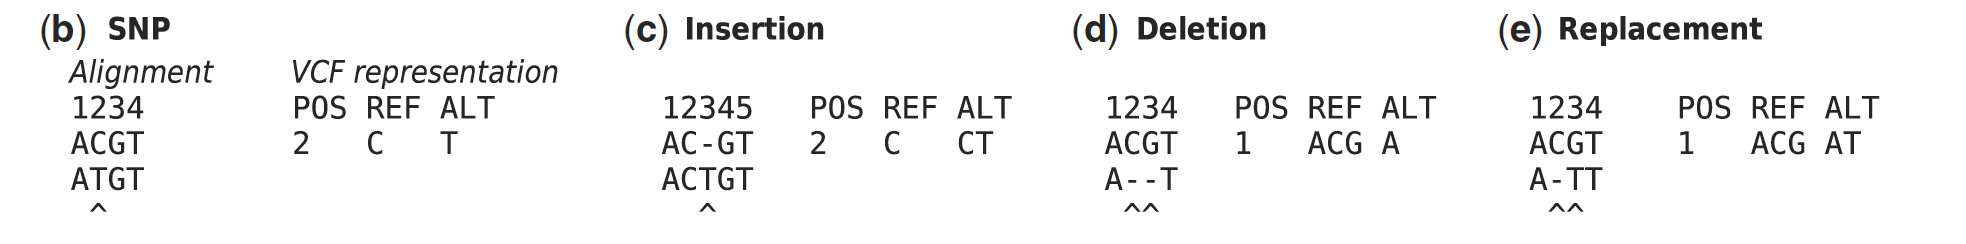 (b) SNP
Alignment VCF representation
1234 POS REF ALT
ACGT 2 C T
ATGT
^
(c) Insertion
12345 POS REF ALT
AC-GT 2 C CT
ACTGT
^
(d) Deletion
1234 POS REF ALT
ACGT 1 ACG A
A--T
^^
(e) Replacement
1234 POS REF ALT
ACGT 1 ACG AT
A-TT
^^